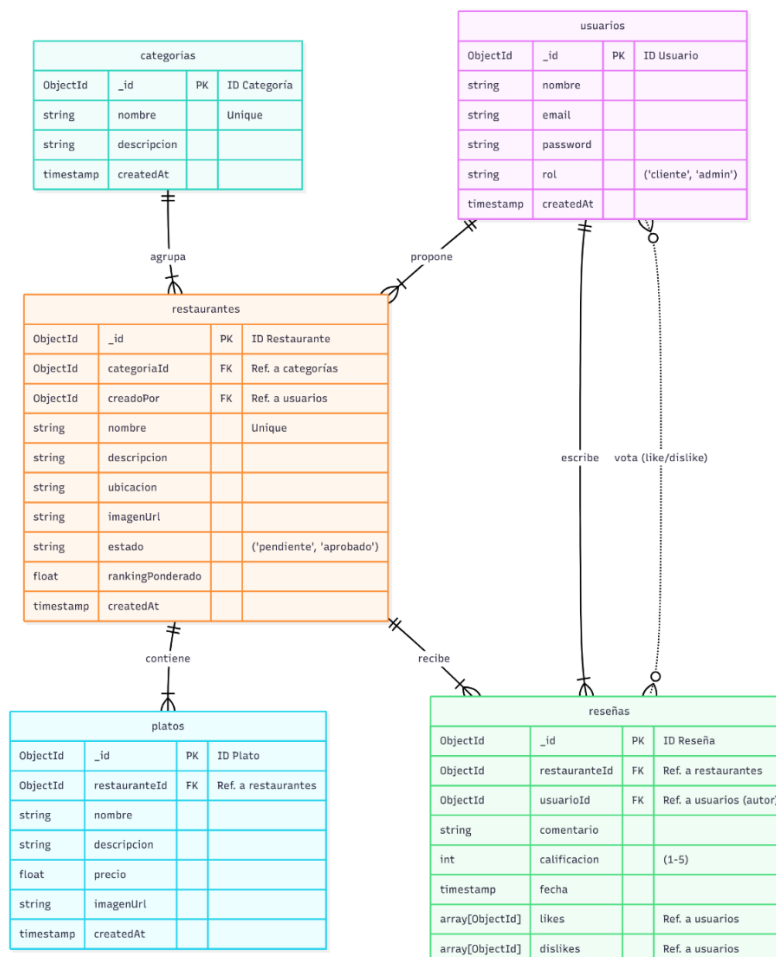 categorias
ObjectId _id PK ID Categoría
string nombre Unique
string descripcion
timestamp createdAt
usuarios
ObjectId _id PK ID Usuario
string nombre
string email
string password
string rol ('cliente', 'admin')
timestamp createdAt
agrupa
propone
restaurantes
ObjectId _id PK ID Restaurante
ObjectId categoriaId FK Ref. a categorías
ObjectId creadoPor FK Ref. a usuarios
string nombre Unique
string descripcion
string ubicacion
string imagenUrl
string estado ('pendiente', 'aprobado')
float rankingPonderado
timestamp createdAt
escribe
vota (like/dislike)
contiene
recibe
platos
ObjectId _id PK ID Plato
ObjectId restauranteId FK Ref. a restaurantes
string nombre
string descripcion
float precio
string imagenUrl
timestamp createdAt
reseñas
ObjectId _id PK ID Reseña
ObjectId restauranteId FK Ref. a restaurantes
ObjectId usuarioId FK Ref. a usuarios (autor)
string comentario
int calificacion (1-5)
timestamp fecha
array[ObjectId] likes Ref. a usuarios
array[ObjectId] dislikes Ref. a usuarios